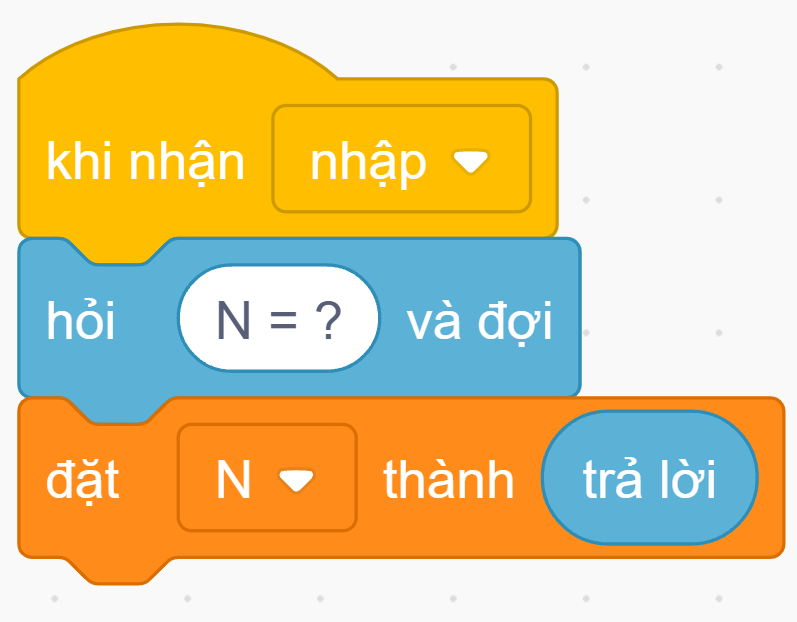 khi nhận nhập
hỏi N = ? và đợi
đặt N thành trả lời